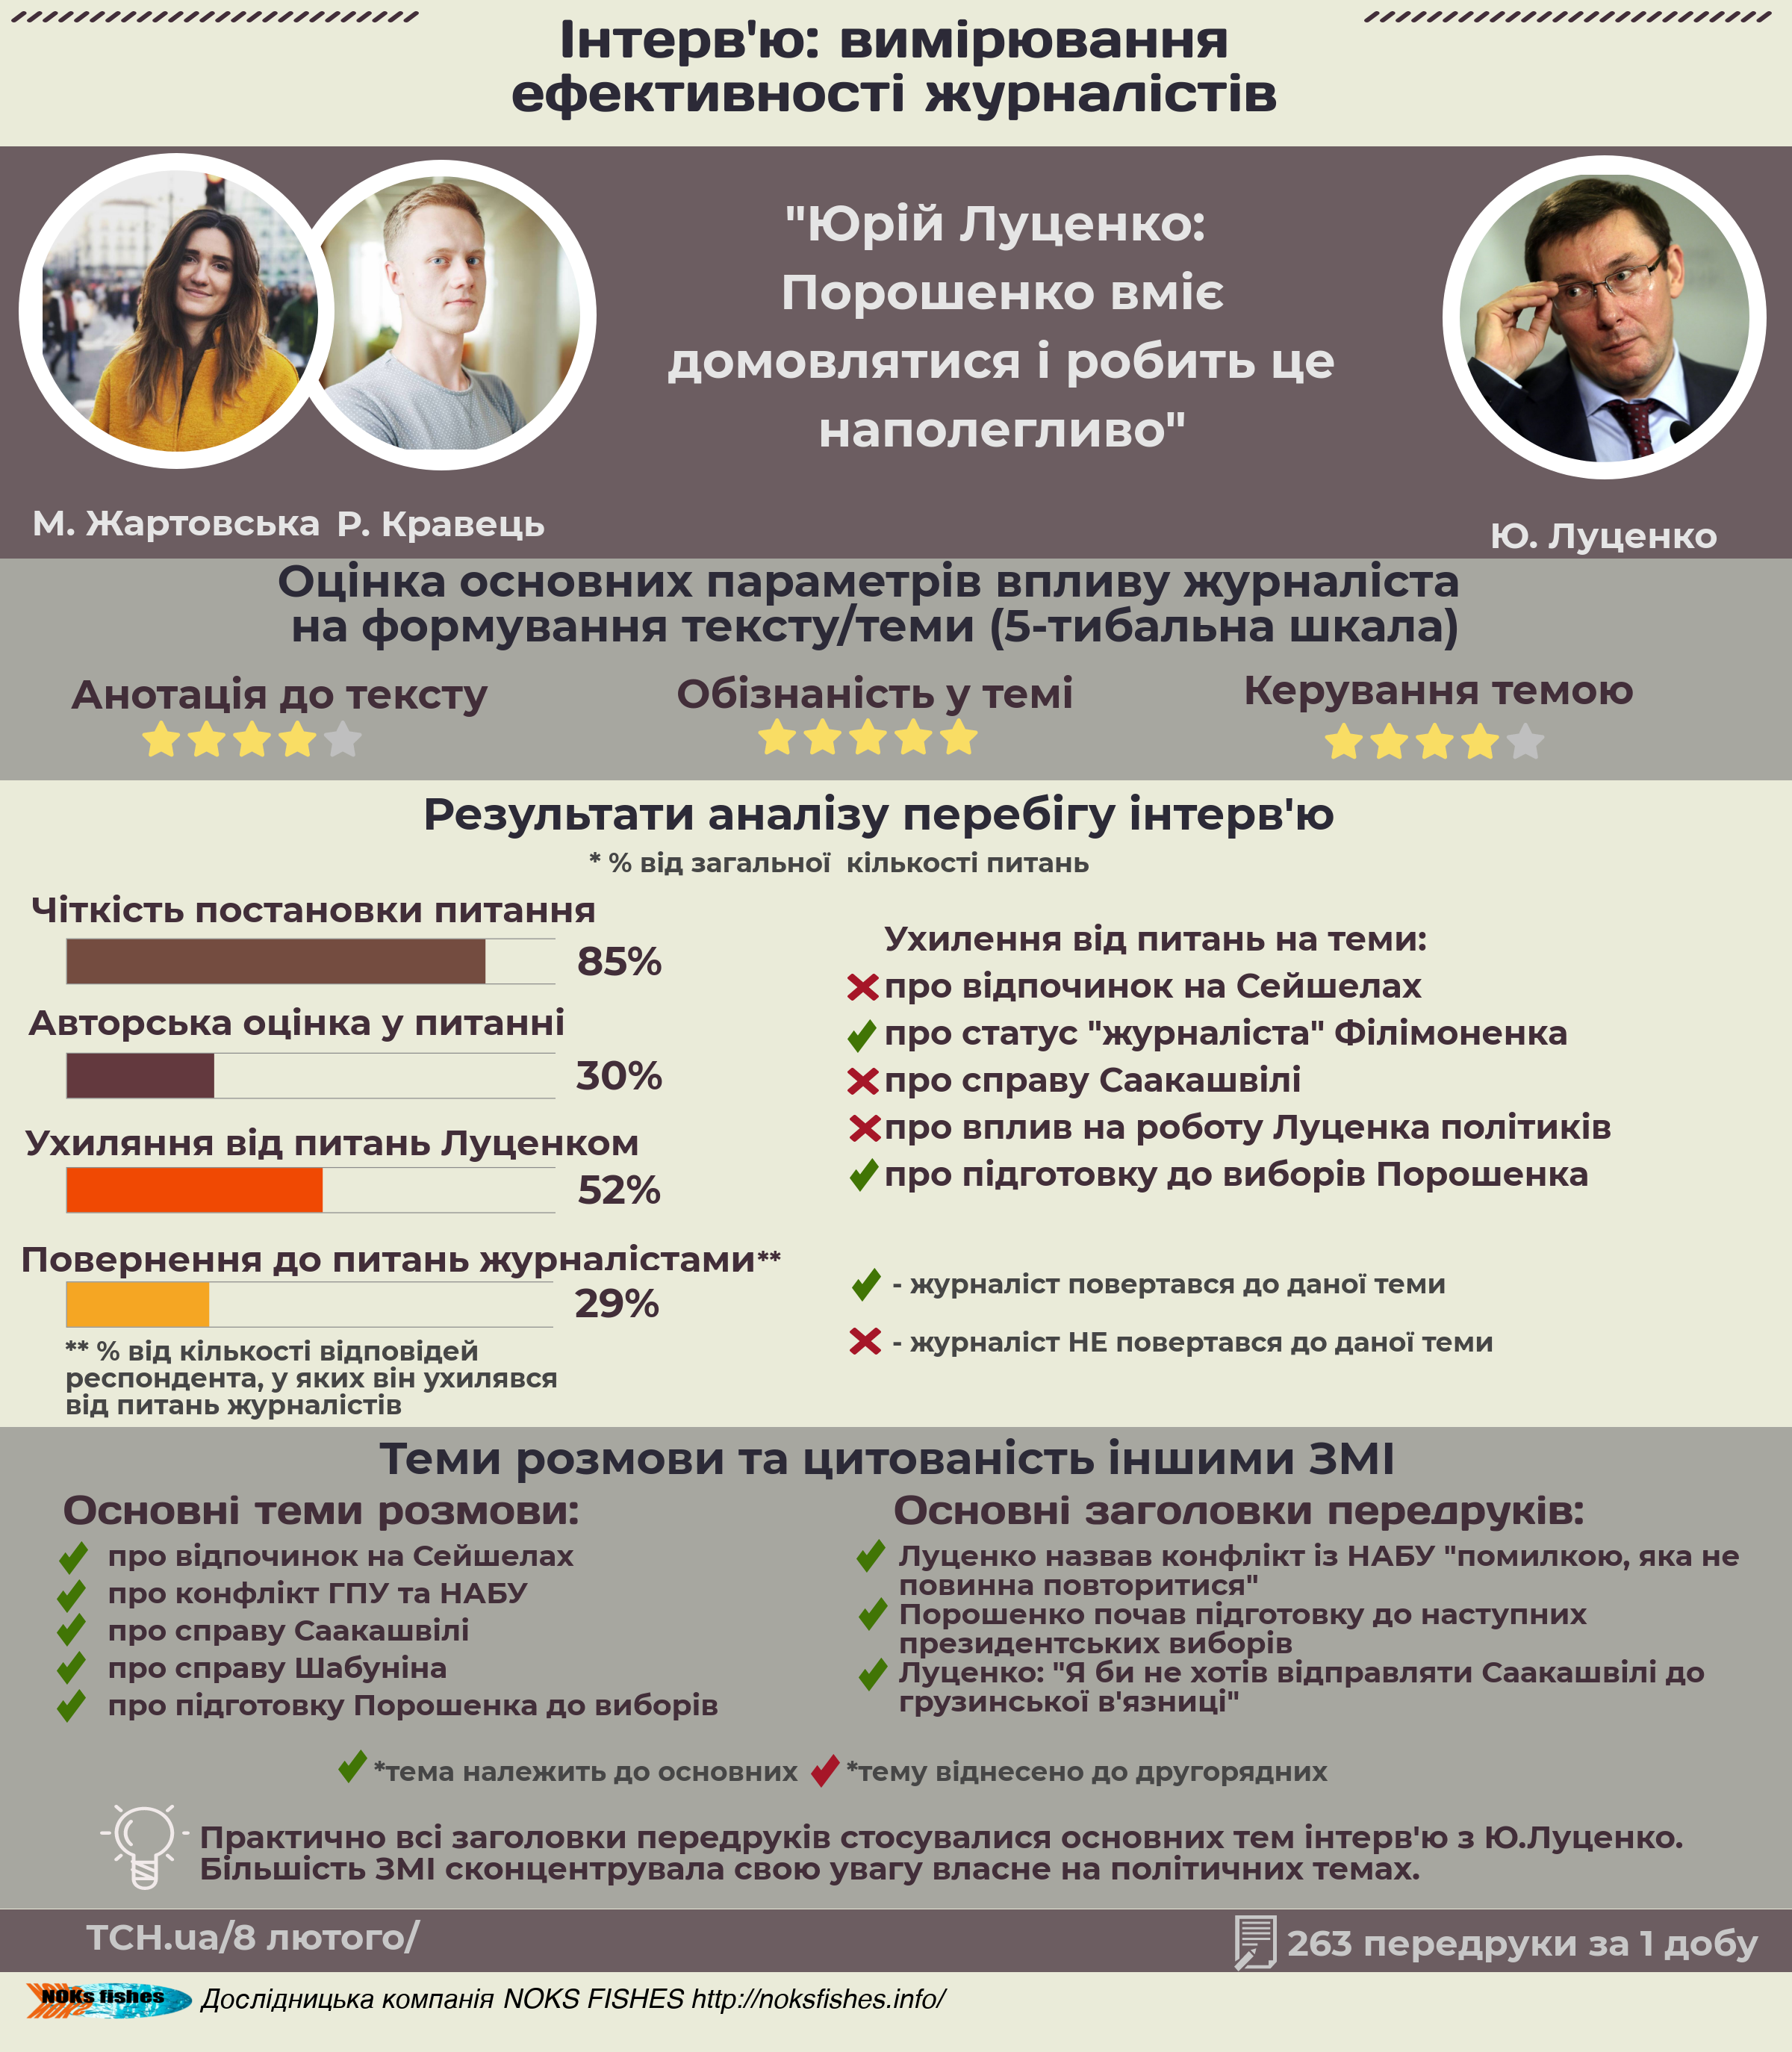 Інтерв'ю: вимірювання
ефективності журналістів
"Юрій Луценко:
Порошенко вміє
домовлятися і робить це
наполегливо"
М. Жартовська Р. Кравець
Ю. Луценко
Оцінка основних параметрів впливу журналіста
на формування тексту/теми (5-тибальна шкала)
Анотація до тексту
Обізнаність у темі
Керування темою
Результати аналізу перебігу інтерв'ю
* % від загальної кількості питань
Чіткість постановки питання
85%
Авторська оцінка у питанні
30%
Ухиляння від питань Луценком
52%
Повернення до питань журналістами**
29%
** % від кількості відповідей
респондента, у яких він ухилявся
від питань журналістів
Ухилення від питань на теми:
про відпочинок на Сейшелах
про статус "журналіста" Філімоненка
про справу Саакашвілі
про вплив на роботу Луценка політиків
про підготовку до виборів Порошенка
- журналіст повертався до даної теми
- журналіст НЕ повертався до даної теми
Теми розмови та цитованість іншими ЗМІ
Основні теми розмови:
про відпочинок на Сейшелах
про конфлікт ГПУ та НАБУ
про справу Саакашвілі
про справу Шабуніна
про підготовку Порошенка до виборів
Основні заголовки передруків:
Луценко назвав конфлікт із НАБУ "помилкою, яка не
повинна повторитися"
Порошенко почав підготовку до наступних
президентських виборів
Луценко: "Я би не хотів відправляти Саакашвілі до
грузинської в'язниці"
*тема належить до основних *тему віднесено до другорядних
Практично всі заголовки передруків стосувалися основних тем інтерв'ю з Ю.Луценко.
Більшість ЗМІ сконцентрувала свою увагу власне на політичних темах.
ТСН.ua/8 лютого/
263 передруки за 1 добу
NOKs fishes
Дослідницька компанія NOKS FISHES http://noksfishes.info/